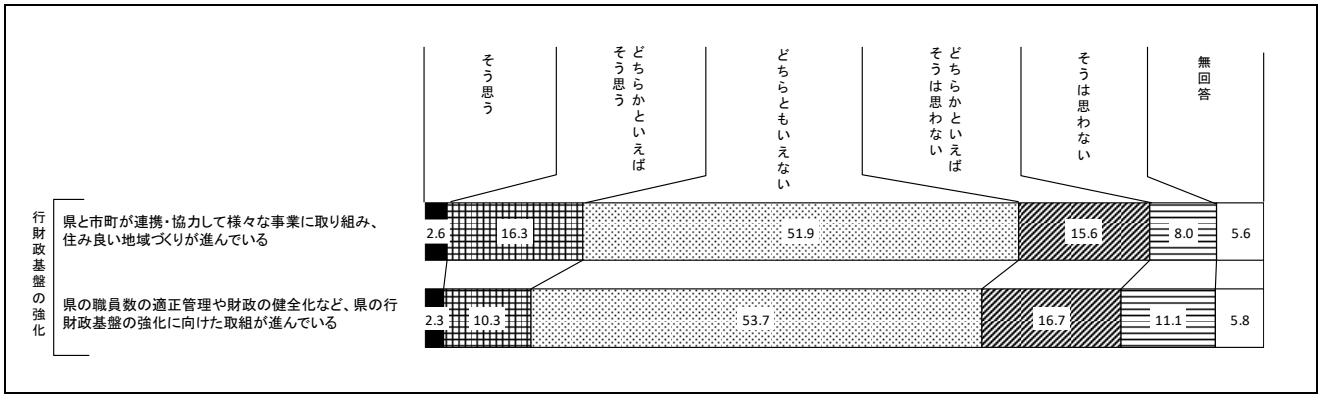 そう思う
どちらかといえば
そう思う
どちらともいえない
どちらかといえば
そうは思わない
そうは思わない
無回答
行財政基盤の強化
県と市町が連携・協力して様々な事業に取り組み、
住み良い地域づくりが進んでいる
2.6 16.3 51.9 15.6 8.0 5.6
県の職員数の適正管理や財政の健全化など、県の行
財政基盤の強化に向けた取組が進んでいる
2.3 10.3 53.7 16.7 11.1 5.8